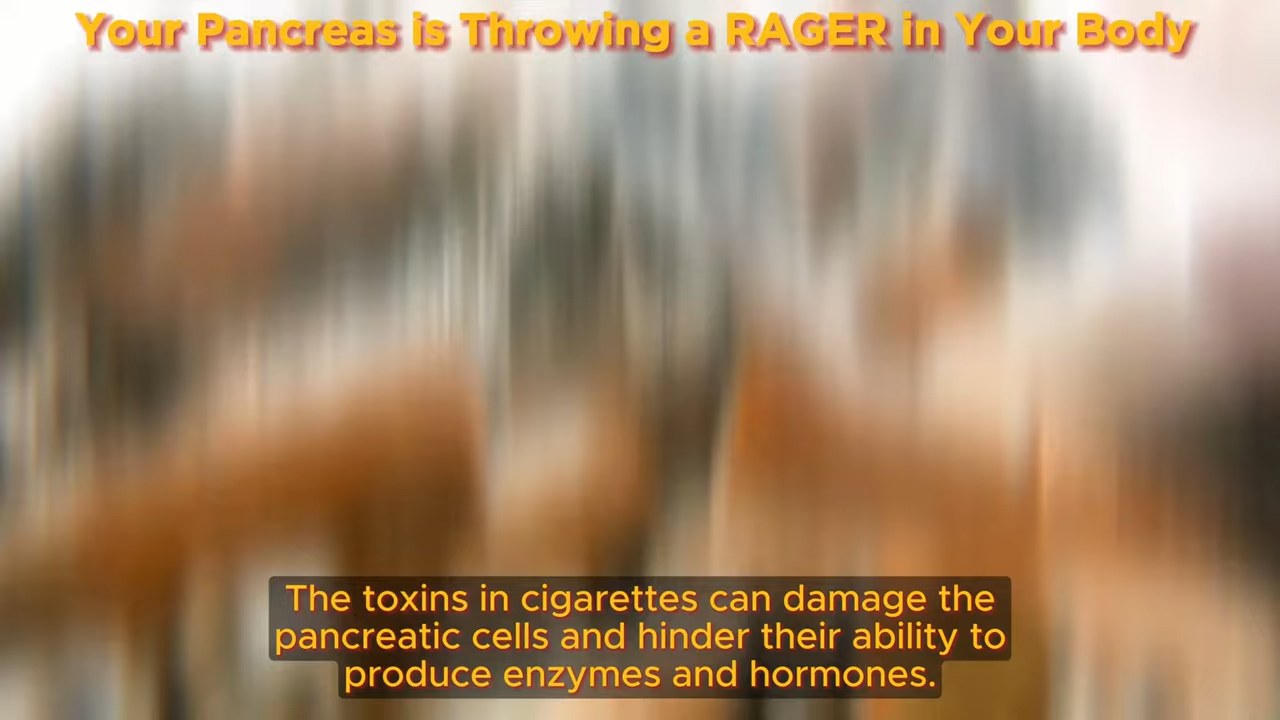 Your Pancreas is Throwing a RAGER in Your Body
The toxins in cigarettes can damage the
pancreatic cells and hinder their ability to
produce enzymes and hormones.